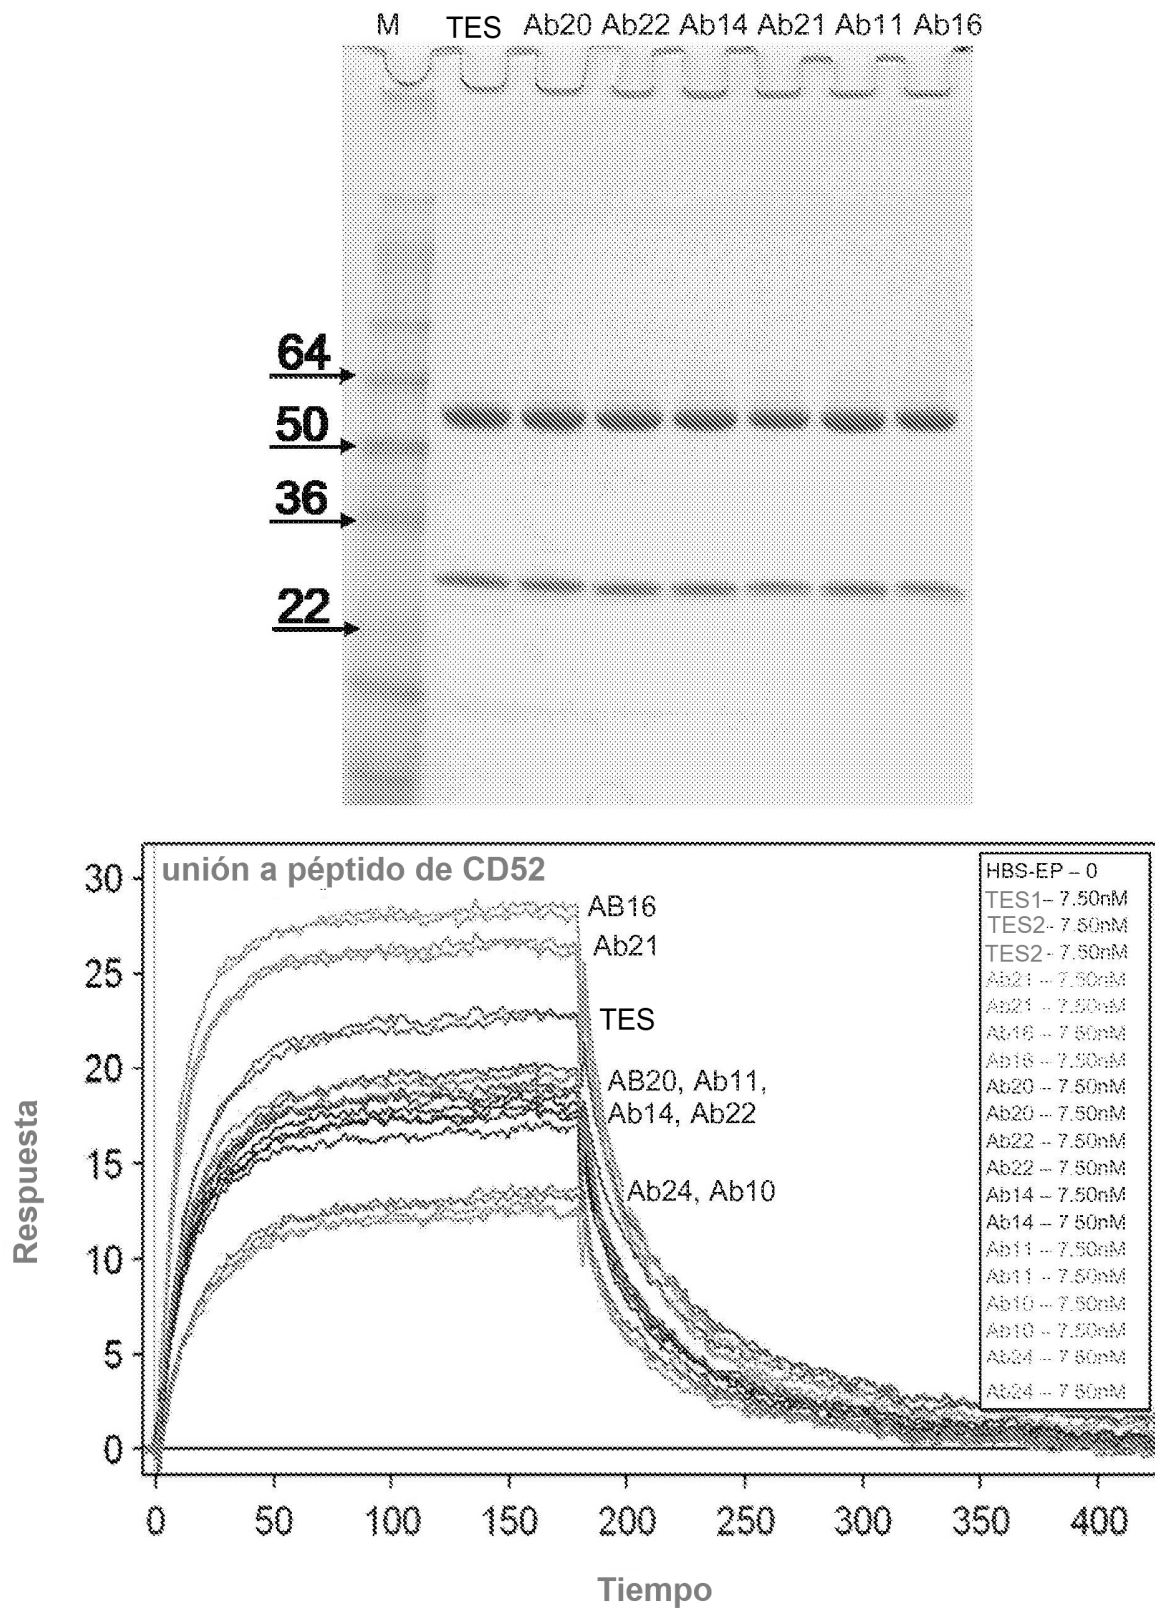 M TES Ab20 Ab22 Ab14 Ab21 Ab11 Ab16
64
50
36
22
unión a péptido de CD52
30
25
20
15
10
5
0
Respuesta
AB16
Ab21
TES
AB20, Ab11,
Ab14, Ab22
Ab24, Ab10
HBS-EP – 0
TES1– 7.50nM
TES2– 7.50nM
TES2- 7.50nM
Ab21 – 7.50nM
Ab21 – 7.50nM
Ab16 – 7.50nM
Ab16 – 7.50nM
Ab20 – 7.50nM
Ab20 – 7.50nM
Ab22 – 7.50nM
Ab22 – 7.50nM
Ab14 – 7.50nM
Ab14 – 7.50nM
Ab11 – 7.50nM
Ab11 – 7.50nM
Ab10 – 7.50nM
Ab10 – 7.50nM
Ab24 – 7.50nM
Ab24 – 7.50nM
0 50 100 150 200 250 300 350 400
Tiempo